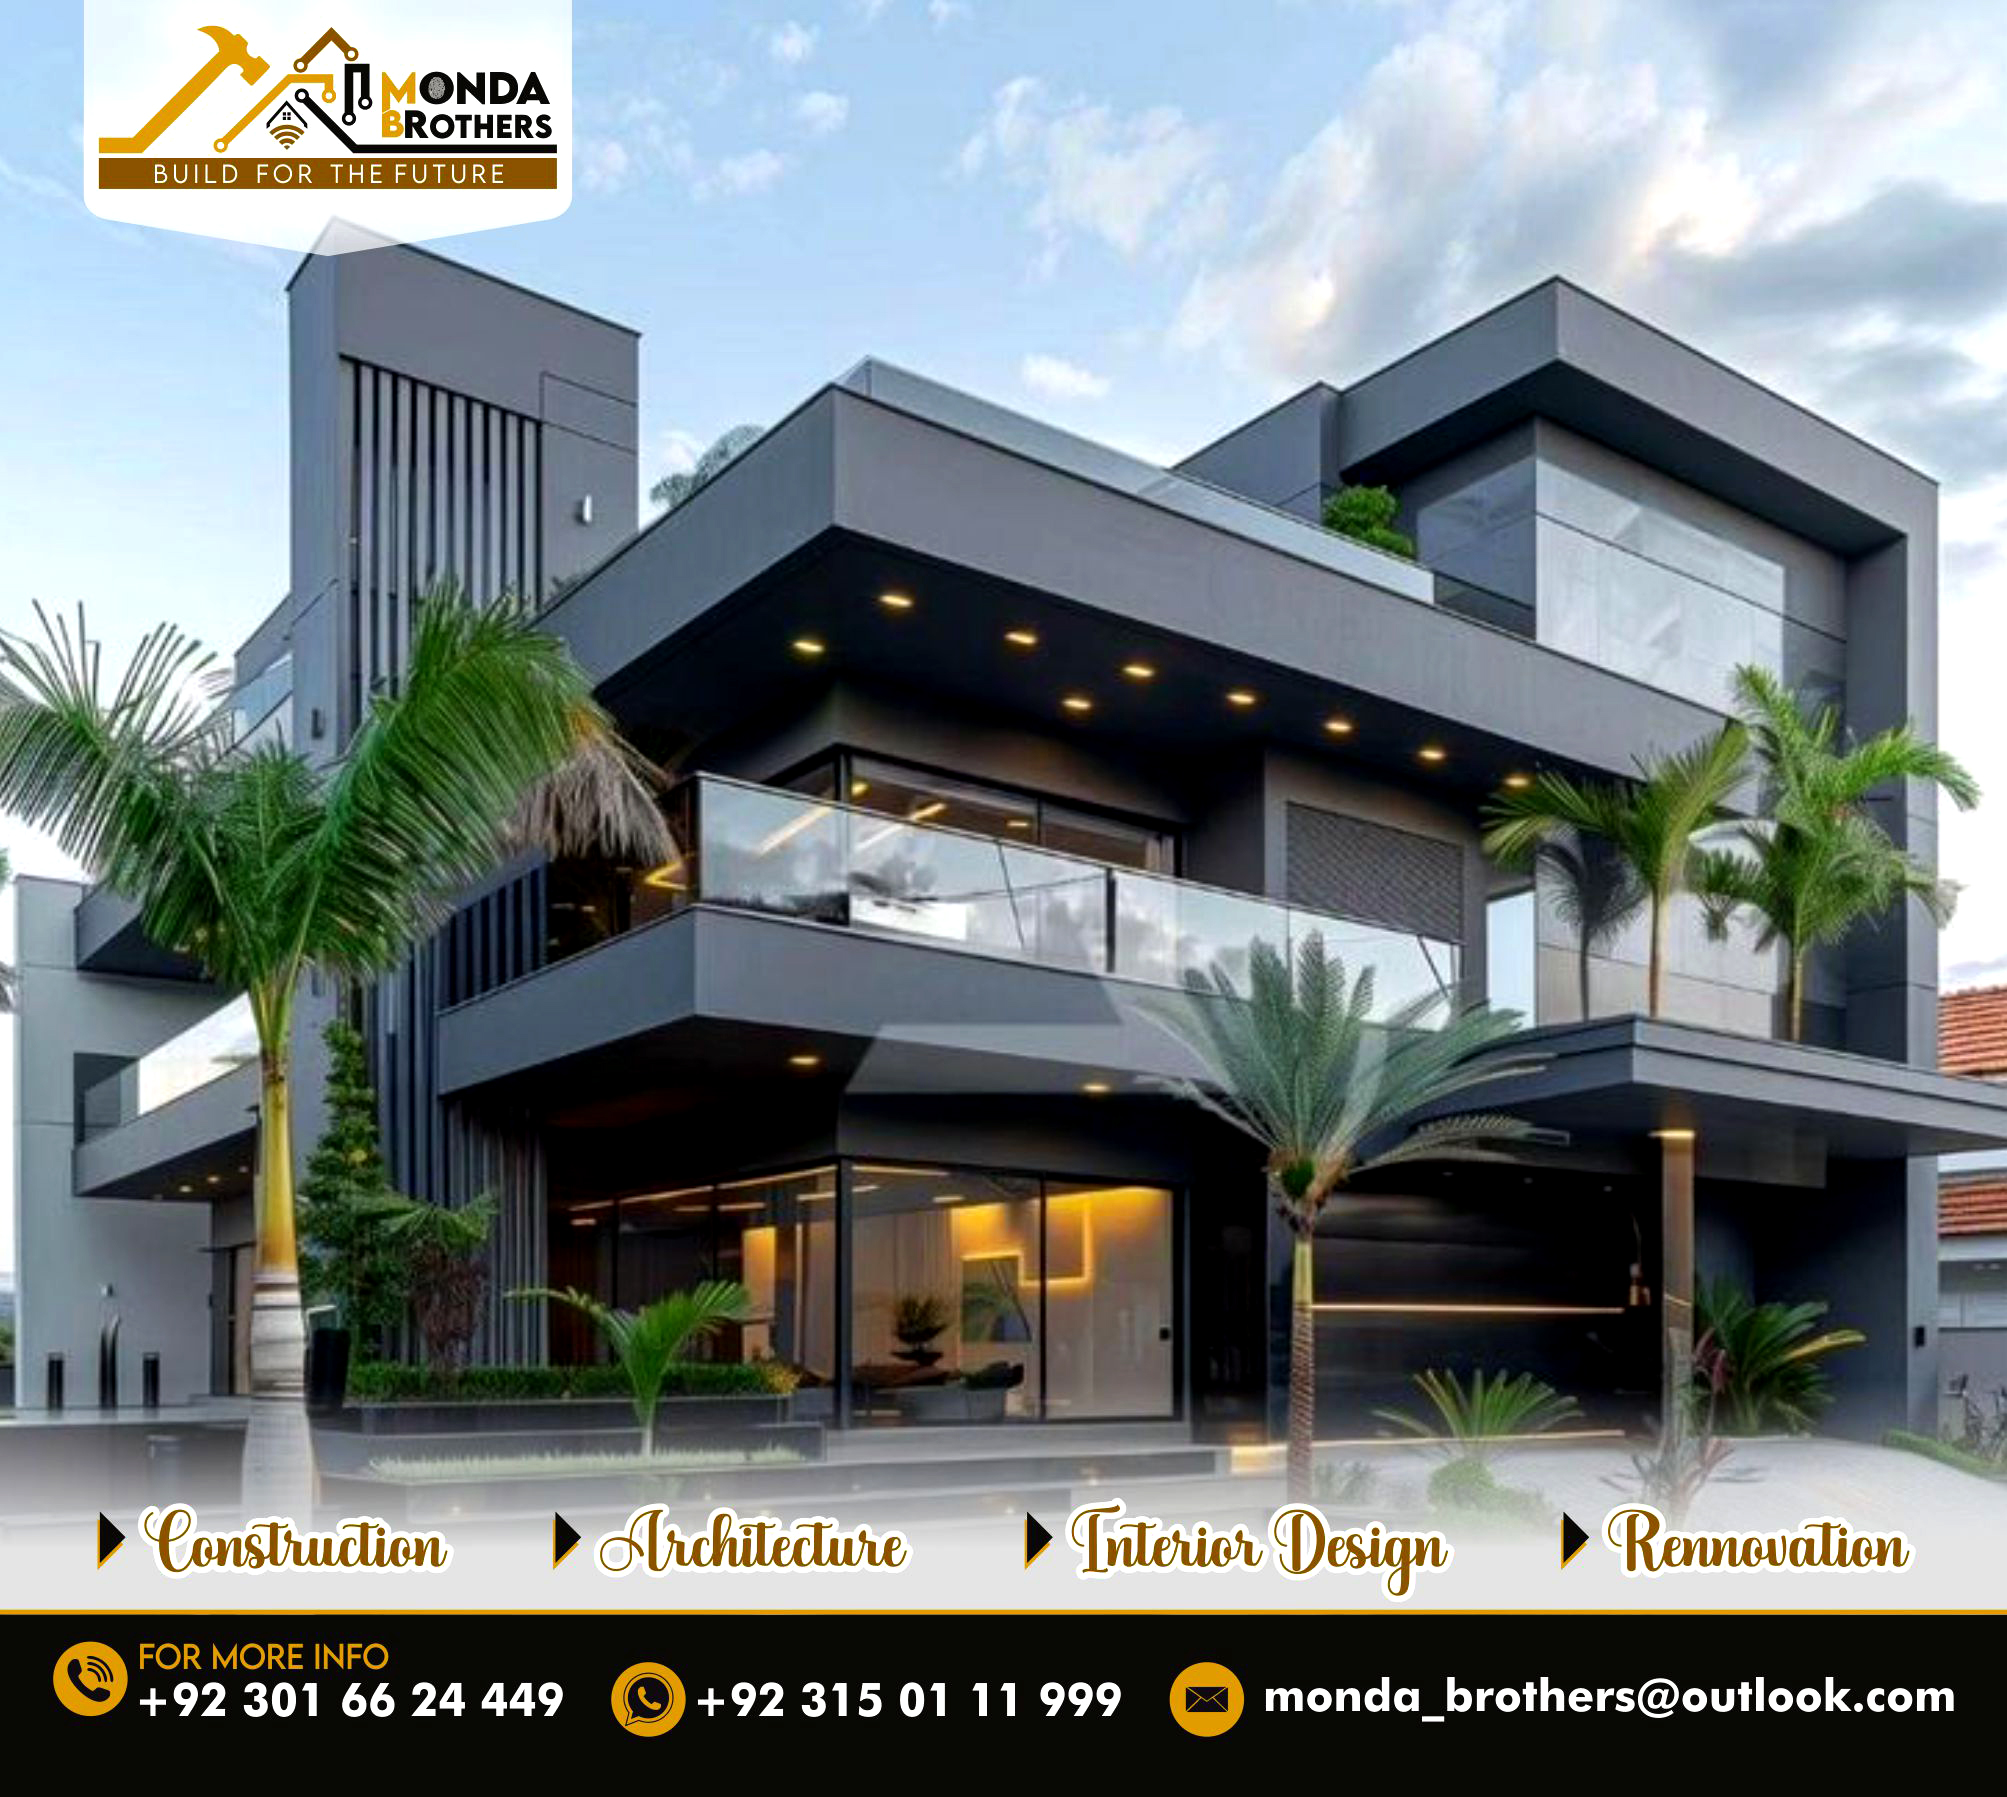 MONDA
BROTHERS
BUILD FOR THE FUTURE
Construction
Architecture
Interior Design
Rennovation
FOR MORE INFO
+92 301 66 24 449
+92 315 01 11 999
monda_brothers@outlook.com